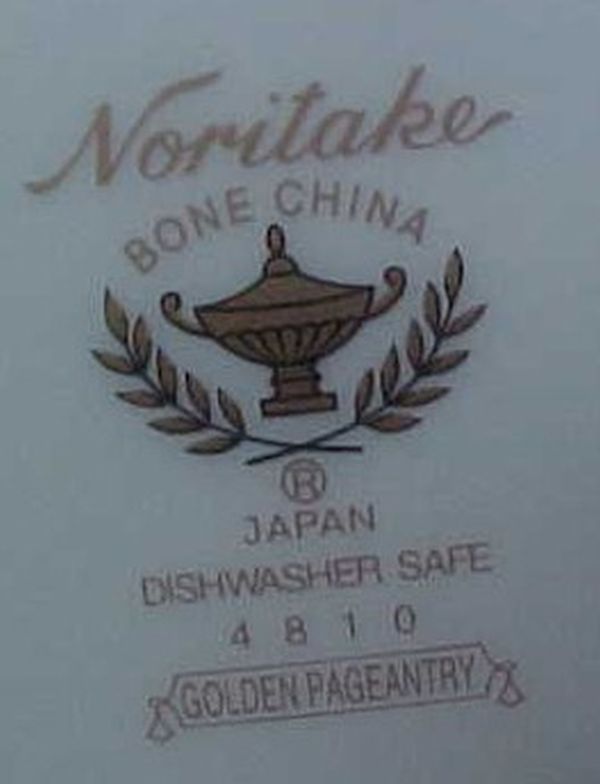 Noritake
BONE CHINA
®
JAPAN
DISHWASHER SAFE
4810
GOLDEN PAGEANTRY